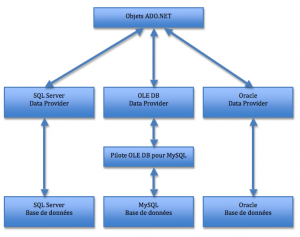 Objets ADO.NET
SQL Server
Data Provider
OLE DB
Data Provider
Oracle
Data Provider
Pilote OLE DB pour MySQL
SQL Server
Base de données
MySQL
Base de données
Oracle
Base de données